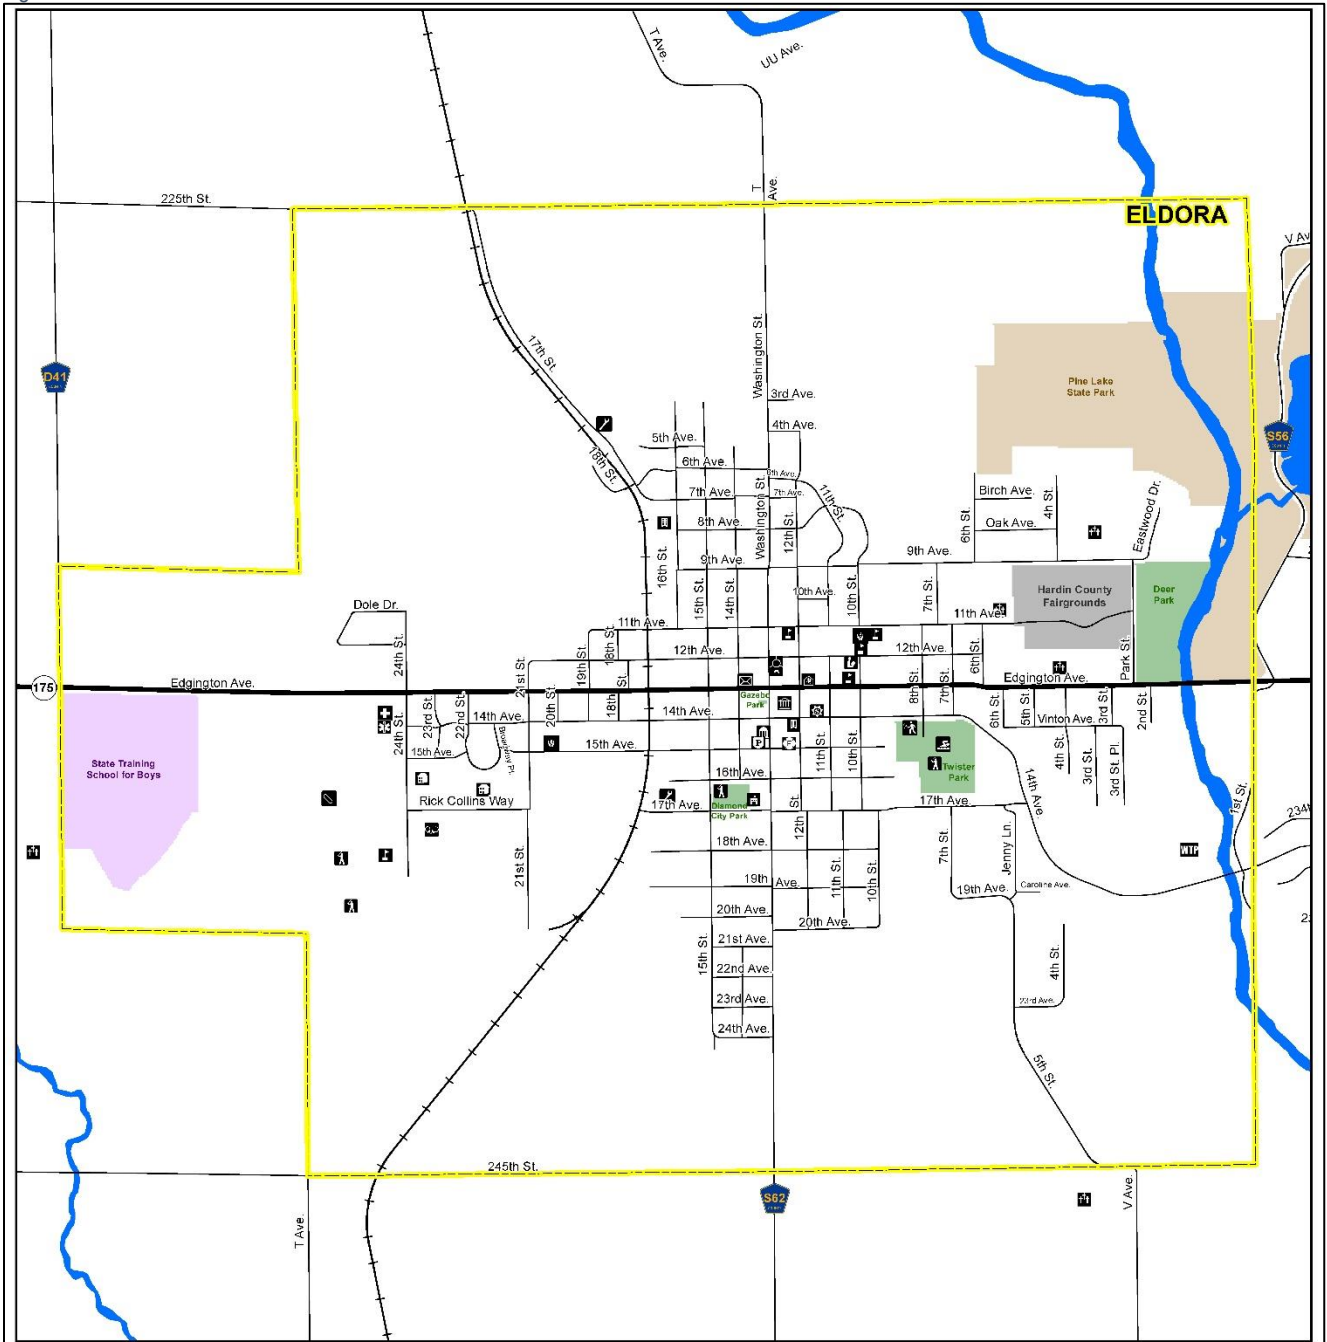 T Ave.
UU Ave.
225th St.
T Ave.
ELDORA
V Av
D41
17th St.
Washington St.
3rd Ave.
4th Ave.
Pine Lake
State Park
S56
5th Ave.
18th St.
6th Ave.
6th Ave.
7th Ave.
7th Ave.
11th St.
8th Ave.
Washington St.
12th St.
Birch Ave.
4h St.
Oak Ave.
6th St.
Eastwood Dr.
9th Ave.
9th Ave.
16th St.
15th St.
14th St.
10th Ave.
10th St.
7th St.
Hardin County
Fairgrounds
Deer
Park
Dole Dr.
11th Ave.
11th Ave.
24th St.
19th St.
18th St.
12th Ave.
12th Ave.
6th St.
Park St.
175
Edgington Ave.
21st St.
Edgington Ave.
Gazebo
Park
23rd St.
22nd St.
14th Ave.
20th St.
18th St.
14th Ave.
8th St.
7th St.
6th St.
5th St.
Vinton Ave.
3rd St.
2nd St.
24th St.
15th Ave.
15th Ave.
P
11th St.
10th St.
4th St.
3rd St.
3rd St. Pl.
State Training
School for Boys
16th Ave.
Twister
Park
14th Ave.
Rick Collins Way
17th Ave.
Diamond
City Park
12th St.
17th Ave.
1st St.
234t
21st St.
18th Ave.
11th St.
10th St.
7th St.
Jenny Ln.
WTP
19th Ave.
19th Ave.
Caroline Ave.
20th Ave.
20th Ave.
15th St.
21st Ave.
22nd Ave.
23rd Ave.
24th Ave.
4th St.
23rd Ave.
5th St.
245th St.
S62
T Ave.
V Ave.